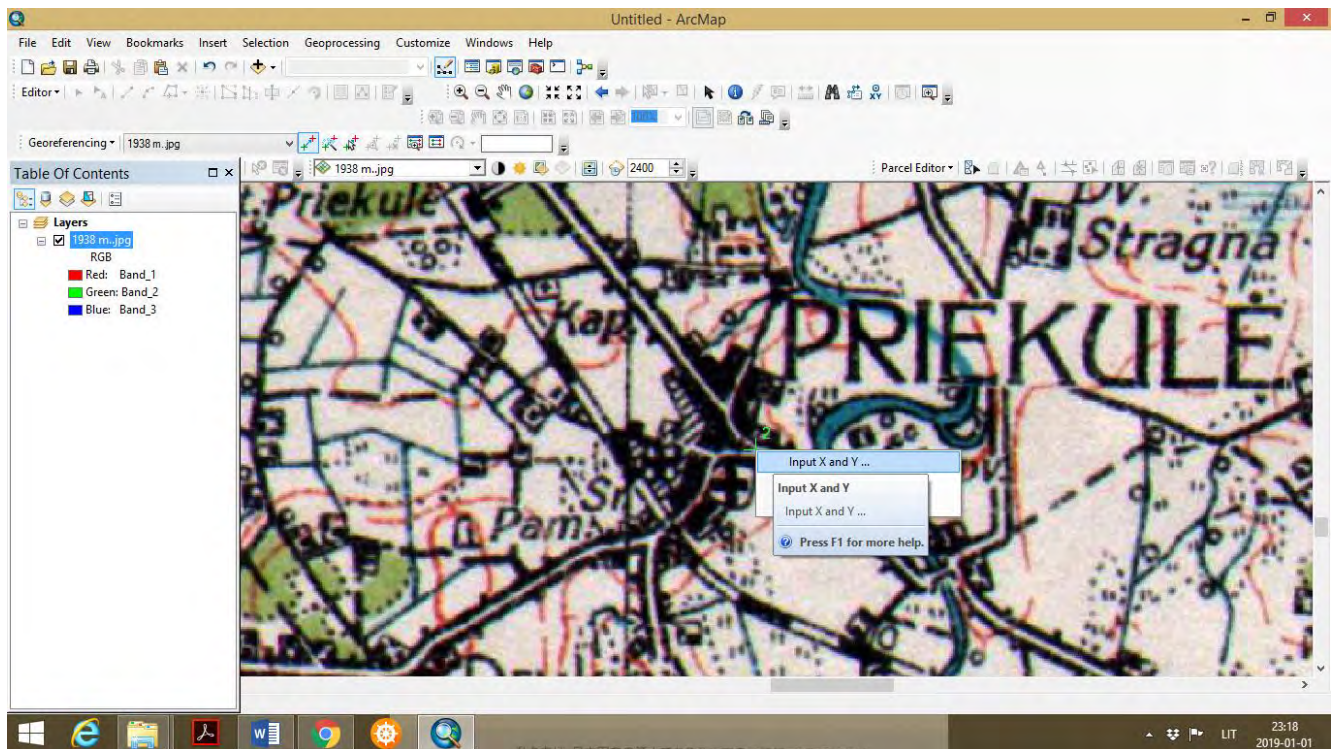 Untitled - ArcMap
File Edit View Bookmarks Insert Selection Geoprocessing Customize Windows Help
Editor
100%
Georeferencing 1938 m..jpg
Table Of Contents
1938 m..jpg
2400
Parcel Editor
Layers
1938 m..jpg
RGB
Red: Band_1
Green: Band_2
Blue: Band_3
Priekule
Dv.
Stragna
Kap.
PRIEKULE
2
Input X and Y ...
Input X and Y
Input X and Y ...
Press F1 for more help.
Pam.
LIT
23:18
2019-01-01